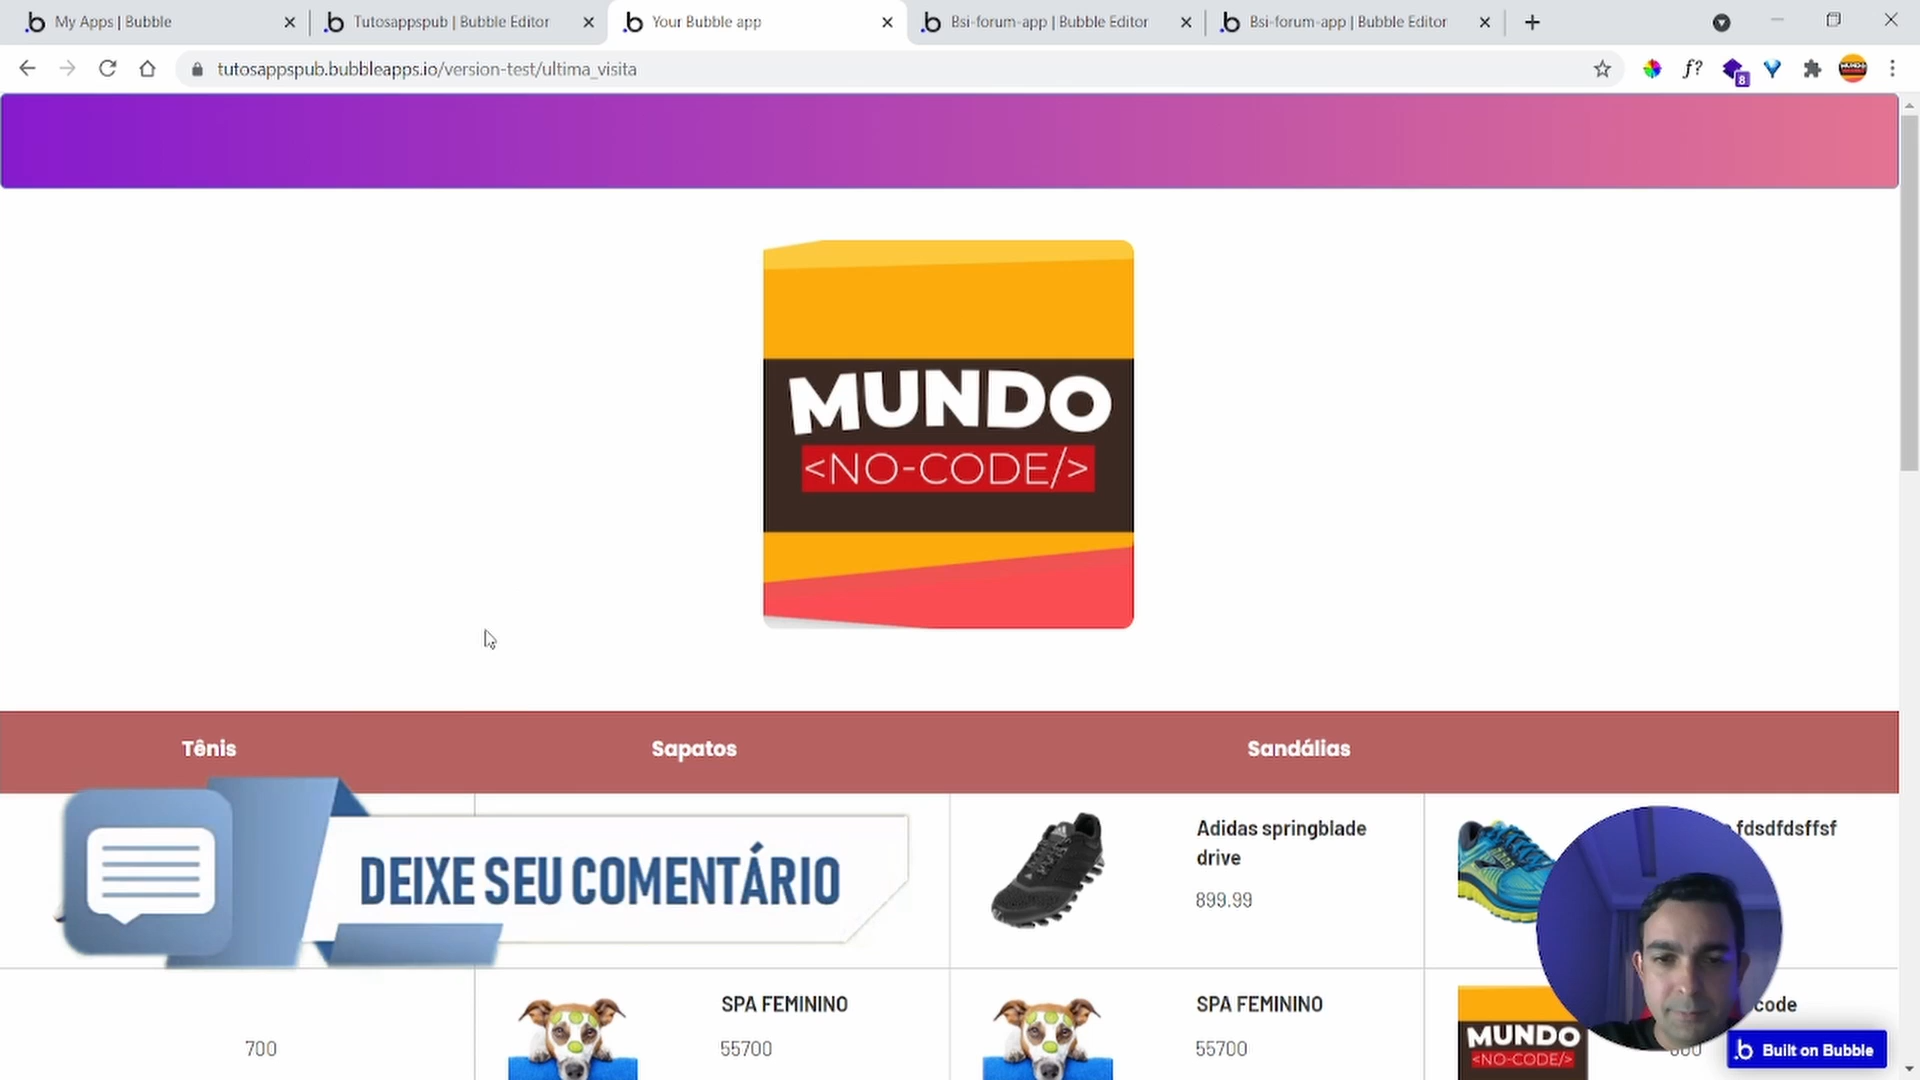 My Apps | Bubble
Tutosappspub | Bubble Editor
Your Bubble app
Bsi-forum-app | Bubble Editor
Bsi-forum-app | Bubble Editor
tutosappspub.bubbleapps.io/version-test/ultima_visita
f?
8
MUNDO
<NO-CODE/>
Tênis
Sapatos
Sandálias
DEIXE SEU COMENTÁRIO
Adidas springblade
drive
899.99
fdsdfdsffsf
700
SPA FEMININO
55700
SPA FEMININO
55700
MUNDO
<NO-CODE/>
code
Built on Bubble